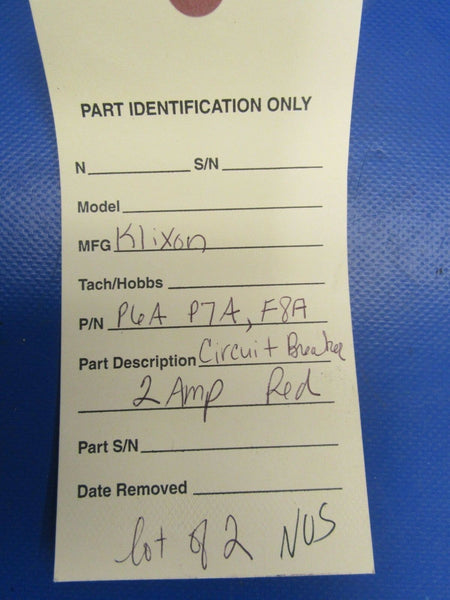 PART IDENTIFICATION ONLY
N S/N
Model
MFG Klixon
Tach/Hobbs
P/N P6A P7A, F8A
Part Description Circuit Breaker
2 Amp Red
Part S/N
Date Removed
lot of 2 NOS